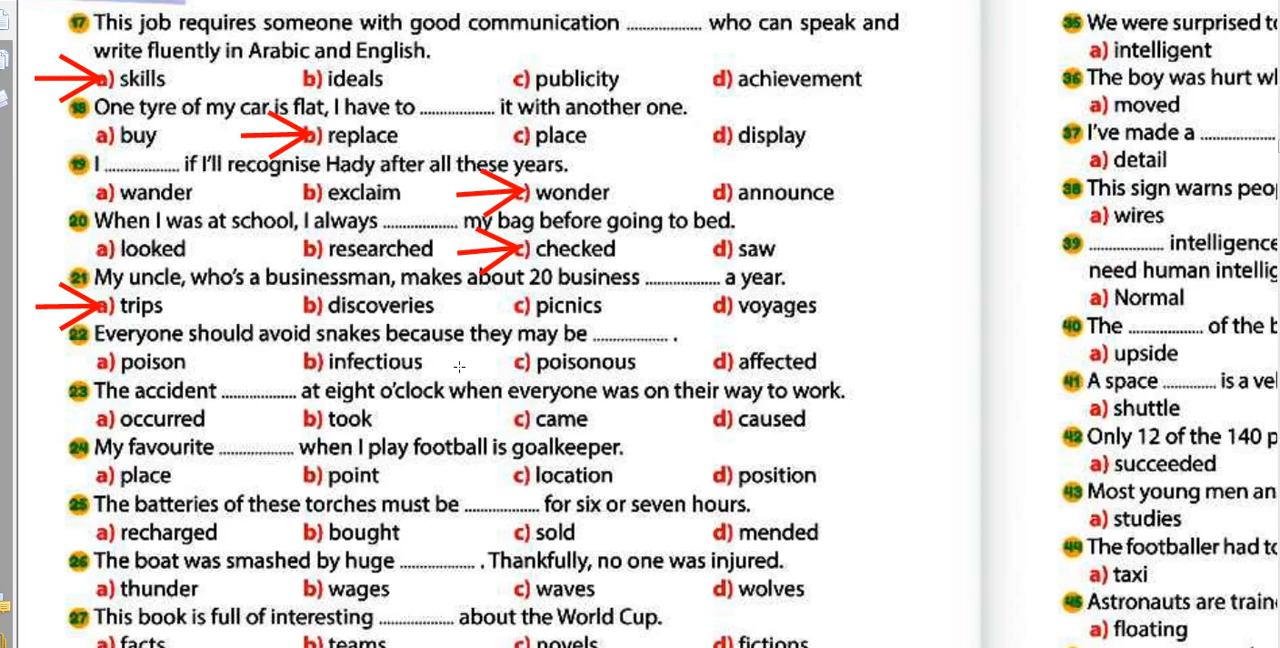 17 This job requires someone with good communication .................. who can speak and
write fluently in Arabic and English.
a) skills b) ideals c) publicity d) achievement
18 One tyre of my car is flat, I have to .................. it with another one.
a) buy b) replace c) place d) display
19 I .................. if I'll recognise Hady after all these years.
a) wander b) exclaim c) wonder d) announce
20 When I was at school, I always .................. my bag before going to bed.
a) looked b) researched c) checked d) saw
21 My uncle, who's a businessman, makes about 20 business .................. a year.
a) trips b) discoveries c) picnics d) voyages
22 Everyone should avoid snakes because they may be .................. .
a) poison b) infectious c) poisonous d) affected
23 The accident .................. at eight o'clock when everyone was on their way to work.
a) occurred b) took c) came d) caused
24 My favourite .................. when I play football is goalkeeper.
a) place b) point c) location d) position
25 The batteries of these torches must be .................. for six or seven hours.
a) recharged b) bought c) sold d) mended
26 The boat was smashed by huge .................. . Thankfully, no one was injured.
a) thunder b) wages c) waves d) wolves
27 This book is full of interesting .................. about the World Cup.
a) facts b) teams c) novels d) fictions
35 We were surprised
a) intelligent
36 The boy was hurt
a) moved
37 I've made a ..................
a) detail
38 This sign warns
a) wires
39 .................. intelligence
need human
a) Normal
40 The .................. of the
a) upside
41 A space ............. is a
a) shuttle
42 Only 12 of the 140
a) succeeded
43 Most young men
a) studies
44 The footballer had
a) taxi
45 Astronauts are
a) floating